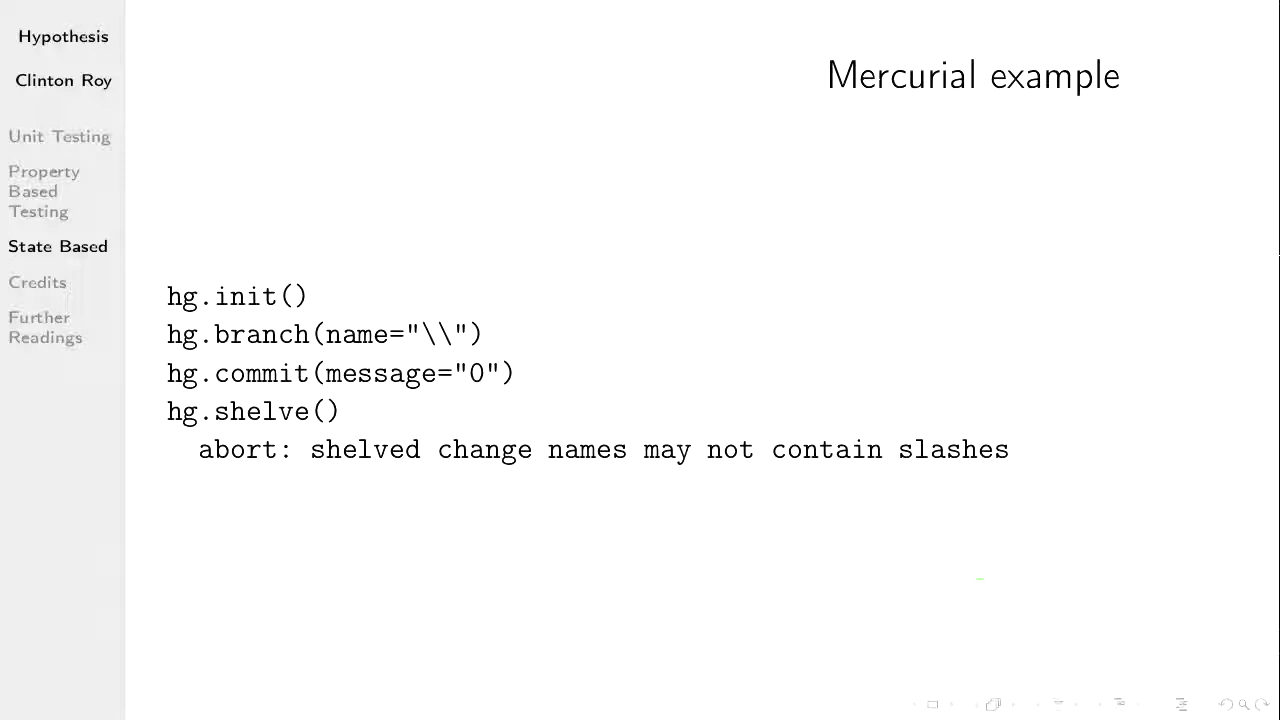 Hypothesis
Clinton Roy
Unit Testing
Property
Based
Testing
State Based
Credits
Further
Readings
Mercurial example
hg.init()
hg.branch(name="\\")
hg.commit(message="0")
hg.shelve()
abort: shelved change names may not contain slashes